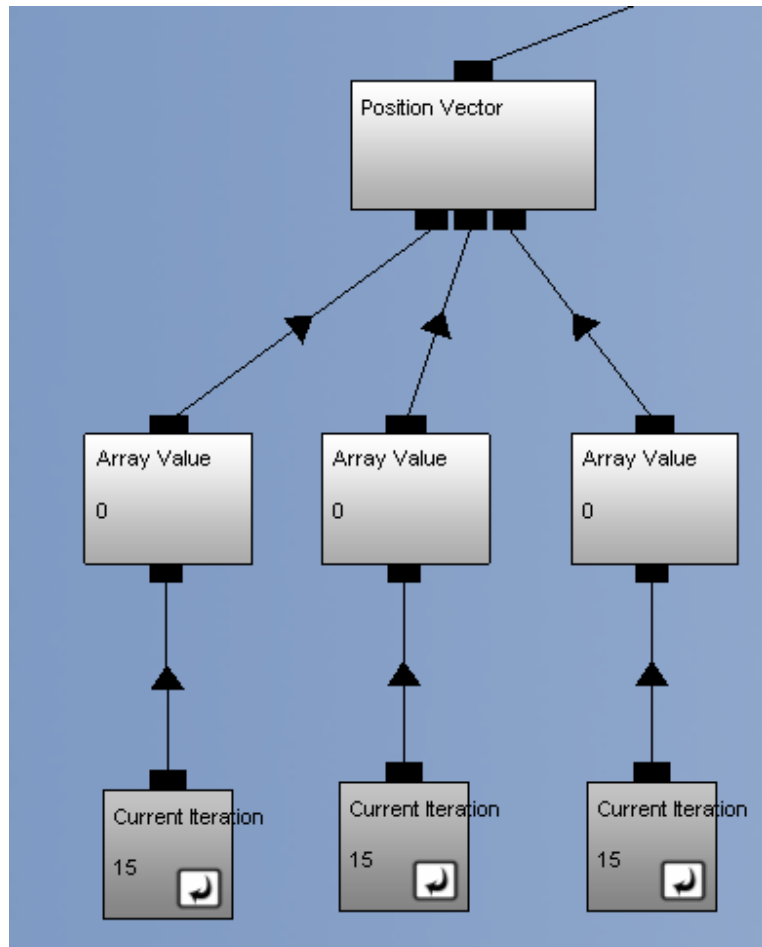 Position Vector
Array Value
0
Array Value
0
Array Value
0
Current Iteration
15
Current Iteration
15
Current Iteration
15